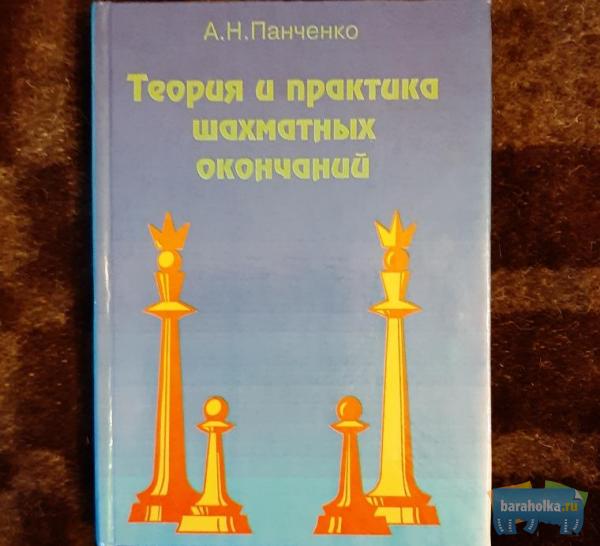 А.Н.Панченко
Теория и практика
шахматных
окончаний
baraholka.ru